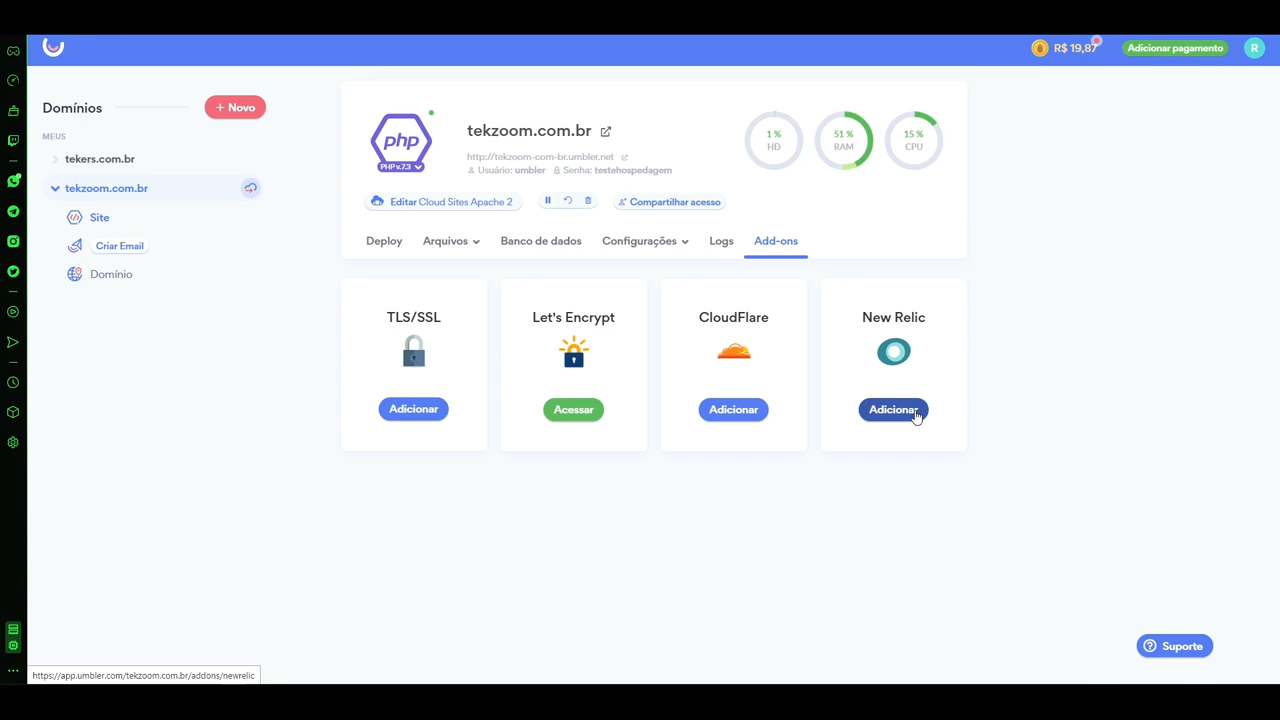 R$ 19,87
Adicionar pagamento
R
Domínios
+ Novo
MEUS
tekers.com.br
tekzoom.com.br
Site
Criar Email
Domínio
php
PHP v.7.3
tekzoom.com.br
http://tekzoom-com-br.umbler.net
Usuário: umbler Senha: testehospedagem
1 %
HD
51 %
RAM
15 %
CPU
Editar Cloud Sites Apache 2
Compartilhar acesso
Deploy Arquivos Banco de dados Configurações Logs Add-ons
TLS/SSL
Adicionar
Let's Encrypt
Acessar
CloudFlare
Adicionar
New Relic
Adicionar
Suporte
https://app.umbler.com/tekzoom.com.br/addons/newrelic